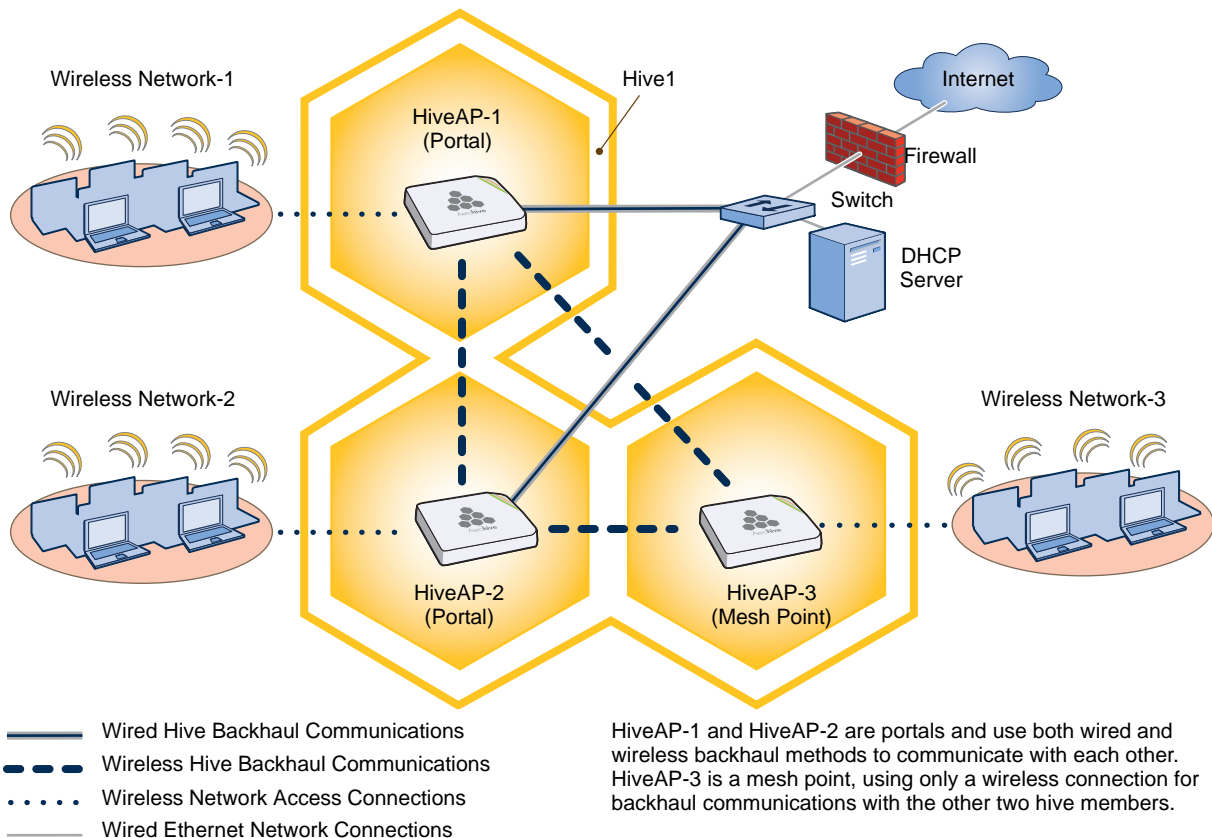 Wireless Network-1
Hive1
Internet
HiveAP-1
(Portal)
Firewall
Switch
Aerohive
DHCP
Server
Wireless Network-2
Wireless Network-3
Aerohive
Aerohive
HiveAP-2
(Portal)
HiveAP-3
(Mesh Point)
Wired Hive Backhaul Communications
Wireless Hive Backhaul Communications
Wireless Network Access Connections
Wired Ethernet Network Connections
HiveAP-1 and HiveAP-2 are portals and use both wired and
wireless backhaul methods to communicate with each other.
HiveAP-3 is a mesh point, using only a wireless connection for
backhaul communications with the other two hive members.